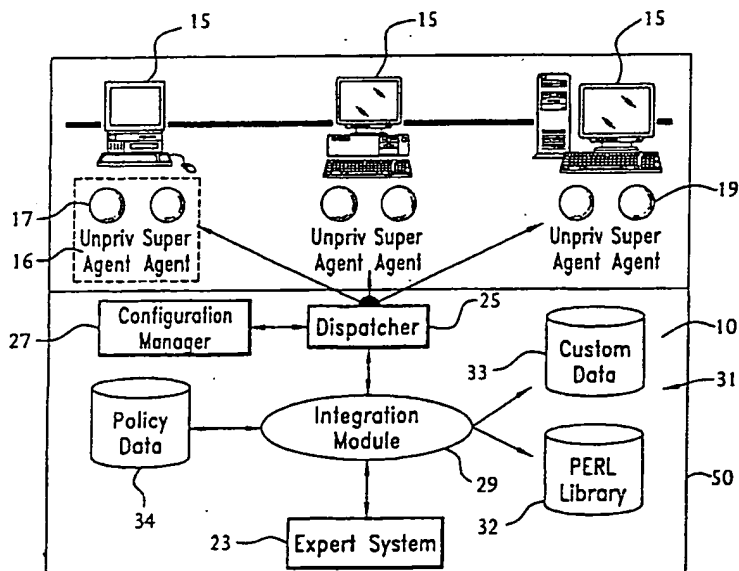 15
15
15
17
16
Unpriv Super
Agent Agent
Unpriv Super
Agent Agent
Unpriv Super
Agent Agent
19
27
Configuration
Manager
Dispatcher
25
33
Custom
Data
10
31
Policy
Data
34
Integration
Module
29
PERL
Library
32
50
23
Expert System